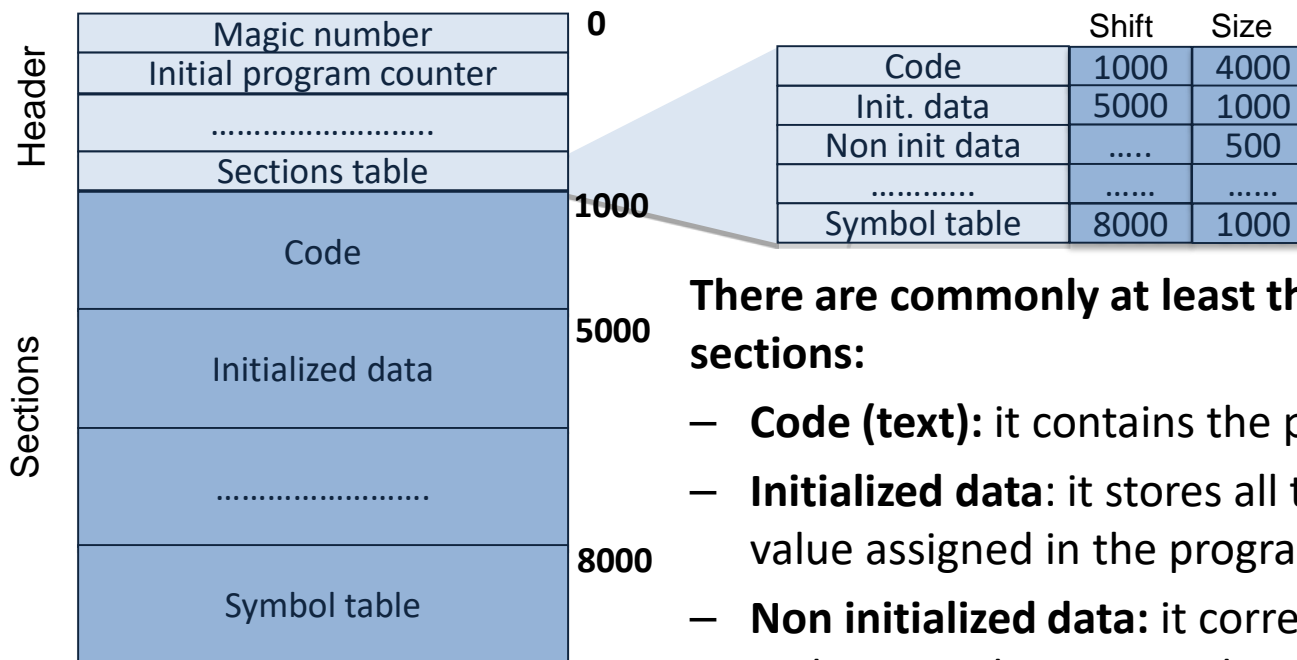 Header
Magic number
Initial program counter
……………………..
Sections table
0
1000
Sections
Code
5000
Initialized data
…………………….
8000
Symbol table
Shift Size
Code 1000 4000
Init. data 5000 1000
Non init data ….. 500
………... …… ……
Symbol table 8000 1000
There are commonly at least
sections:
– Code (text): it contains the
– Initialized data: it stores all
value assigned in the
– Non initialized data: it